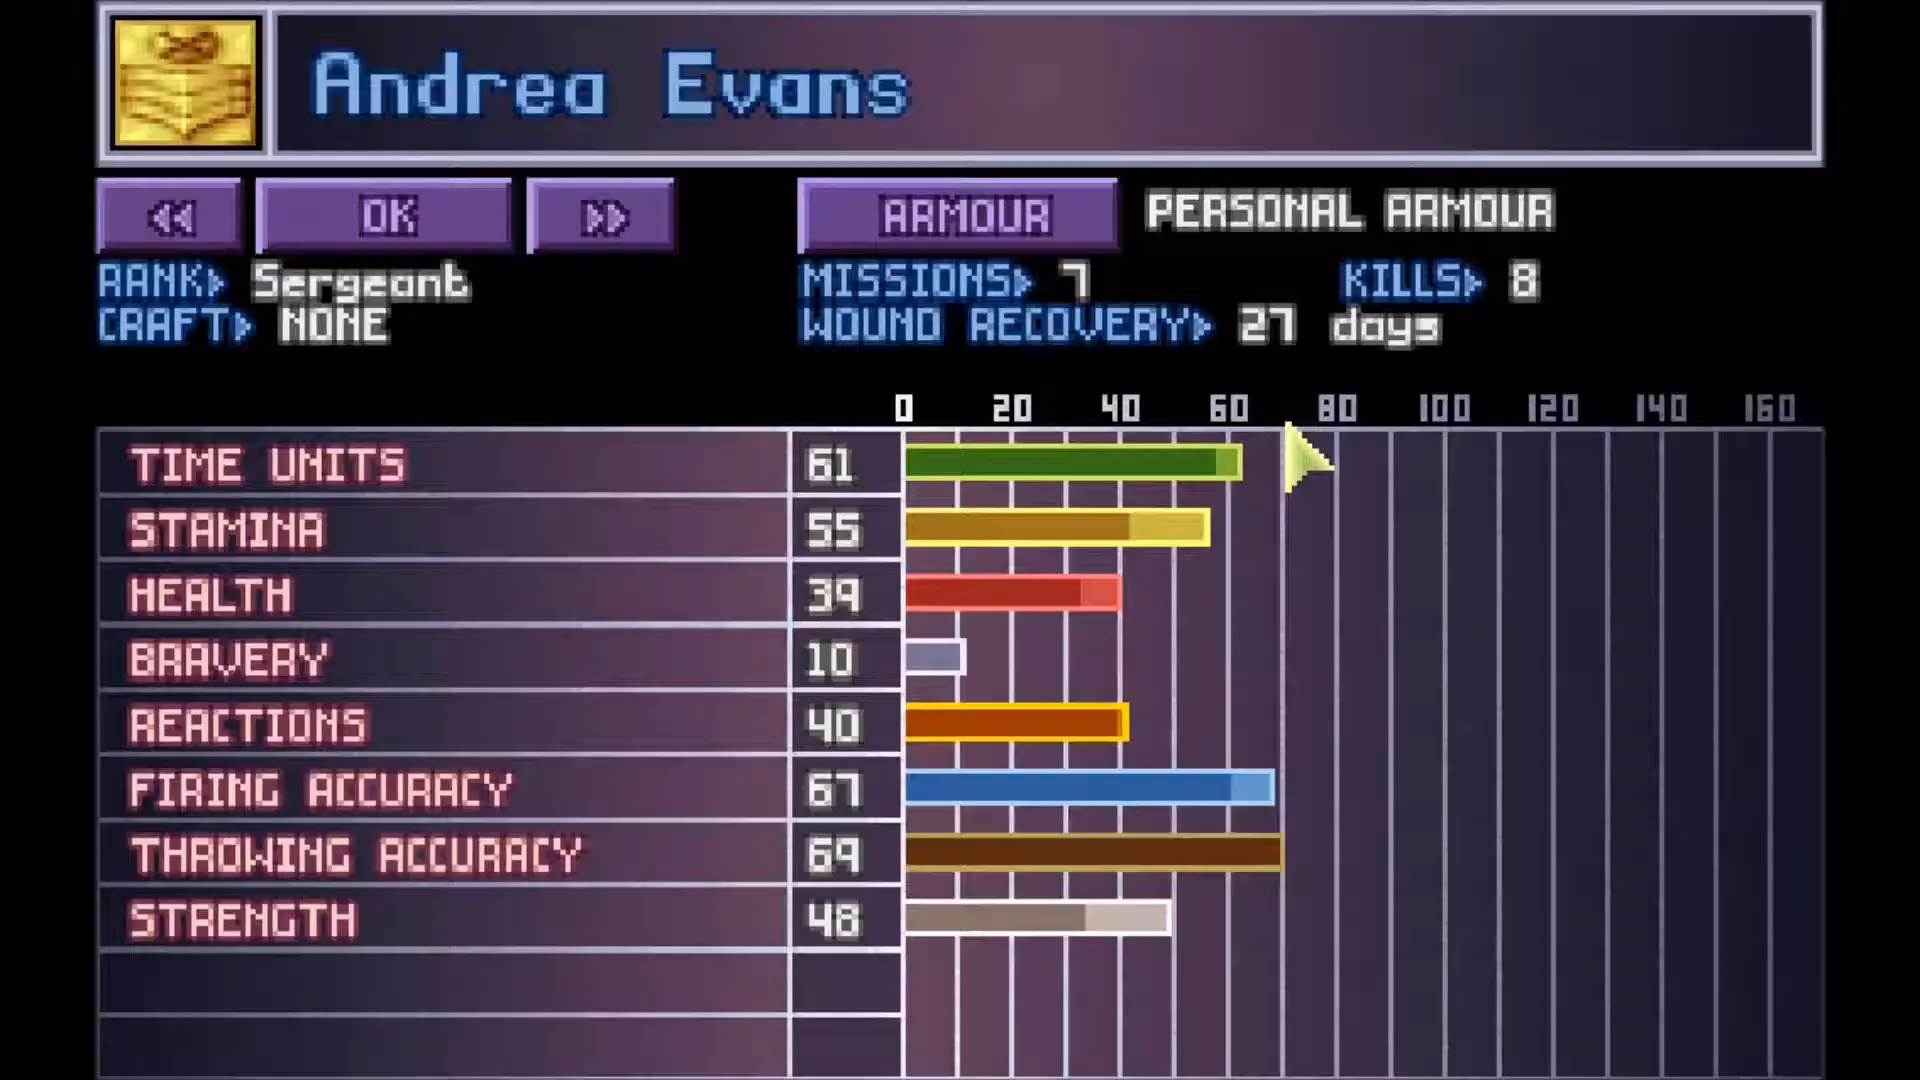 Andrea Evans
OK
ARMOUR PERSONAL ARMOUR
RANK Sergeant
MISSIONS 7 KILLS 8
CRAFT NONE
WOUND RECOVERY 27 days
0 20 40 60 80 100 120 140 160
TIME UNITS 61
STAMINA 55
HEALTH 39
BRAVERY 10
REACTIONS 40
FIRING ACCURACY 67
THROWING ACCURACY 69
STRENGTH 48